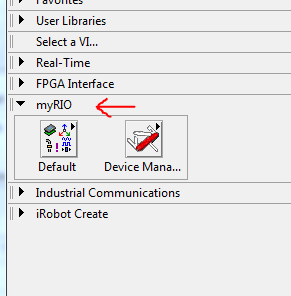 Favorites
User Libraries
Select a VI...
Real-Time
FPGA Interface
myRIO
Default Device Mana...
Industrial Communications
iRobot Create